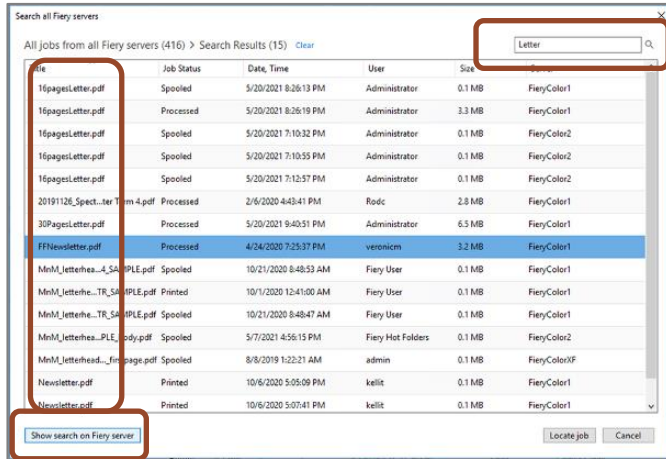 Search all Fiery servers
All jobs from all Fiery servers (416) > Search Results (15) Clear Letter
Job Status Date, Time User Size
16pagesLetter.pdf Spooled 5/20/2021 8:26:13 PM Administrator 0.1 MB FieryColor1
16pagesLetter.pdf Processed 5/20/2021 8:26:19 PM Administrator 3.3 MB FieryColor1
16pagesLetter.pdf Spooled 5/20/2021 7:10:32 PM Administrator 0.1 MB FieryColor2
16pagesLetter.pdf Spooled 5/20/2021 7:10:55 PM Administrator 0.1 MB FieryColor2
16pagesLetter.pdf Spooled 5/20/2021 7:12:57 PM Administrator 0.1 MB FieryColor2
20191126_Spect...ter Term 4.pdf Processed 2/6/2020 4:43:41 PM Rodc 2.8 MB FieryColor1
30PagesLetter.pdf Processed 5/20/2021 9:40:51 PM Administrator 6.5 MB FieryColor1
FFNewsletter.pdf Processed 4/24/2020 7:25:37 PM veronicm 3.2 MB FieryColor1
MnM_letterhea...4_SAMPLE.pdf Spooled 10/21/2020 8:48:53 AM Fiery User 0.1 MB FieryColor1
MnM_letterhe...TR_SAMPLE.pdf Printed 10/1/2020 12:41:00 AM Fiery User 0.1 MB FieryColor1
MnM_letterhe...TR_SAMPLE.pdf Spooled 10/21/2020 8:48:47 AM Fiery User 0.1 MB FieryColor1
MnM_letterhea...PLE_body.pdf Spooled 5/7/2021 4:56:15 PM Fiery Hot Folders 0.1 MB FieryColor2
MnM_letterhead..._firstpage.pdf Spooled 8/8/2019 1:22:21 AM admin 0.1 MB FieryColorXF
Newsletter.pdf Printed 10/6/2020 5:05:09 PM kellit 0.1 MB FieryColor1
Newsletter.pdf Printed 10/6/2020 5:07:41 PM kellit 0.1 MB FieryColor1
Show search on Fiery server Locate job Cancel